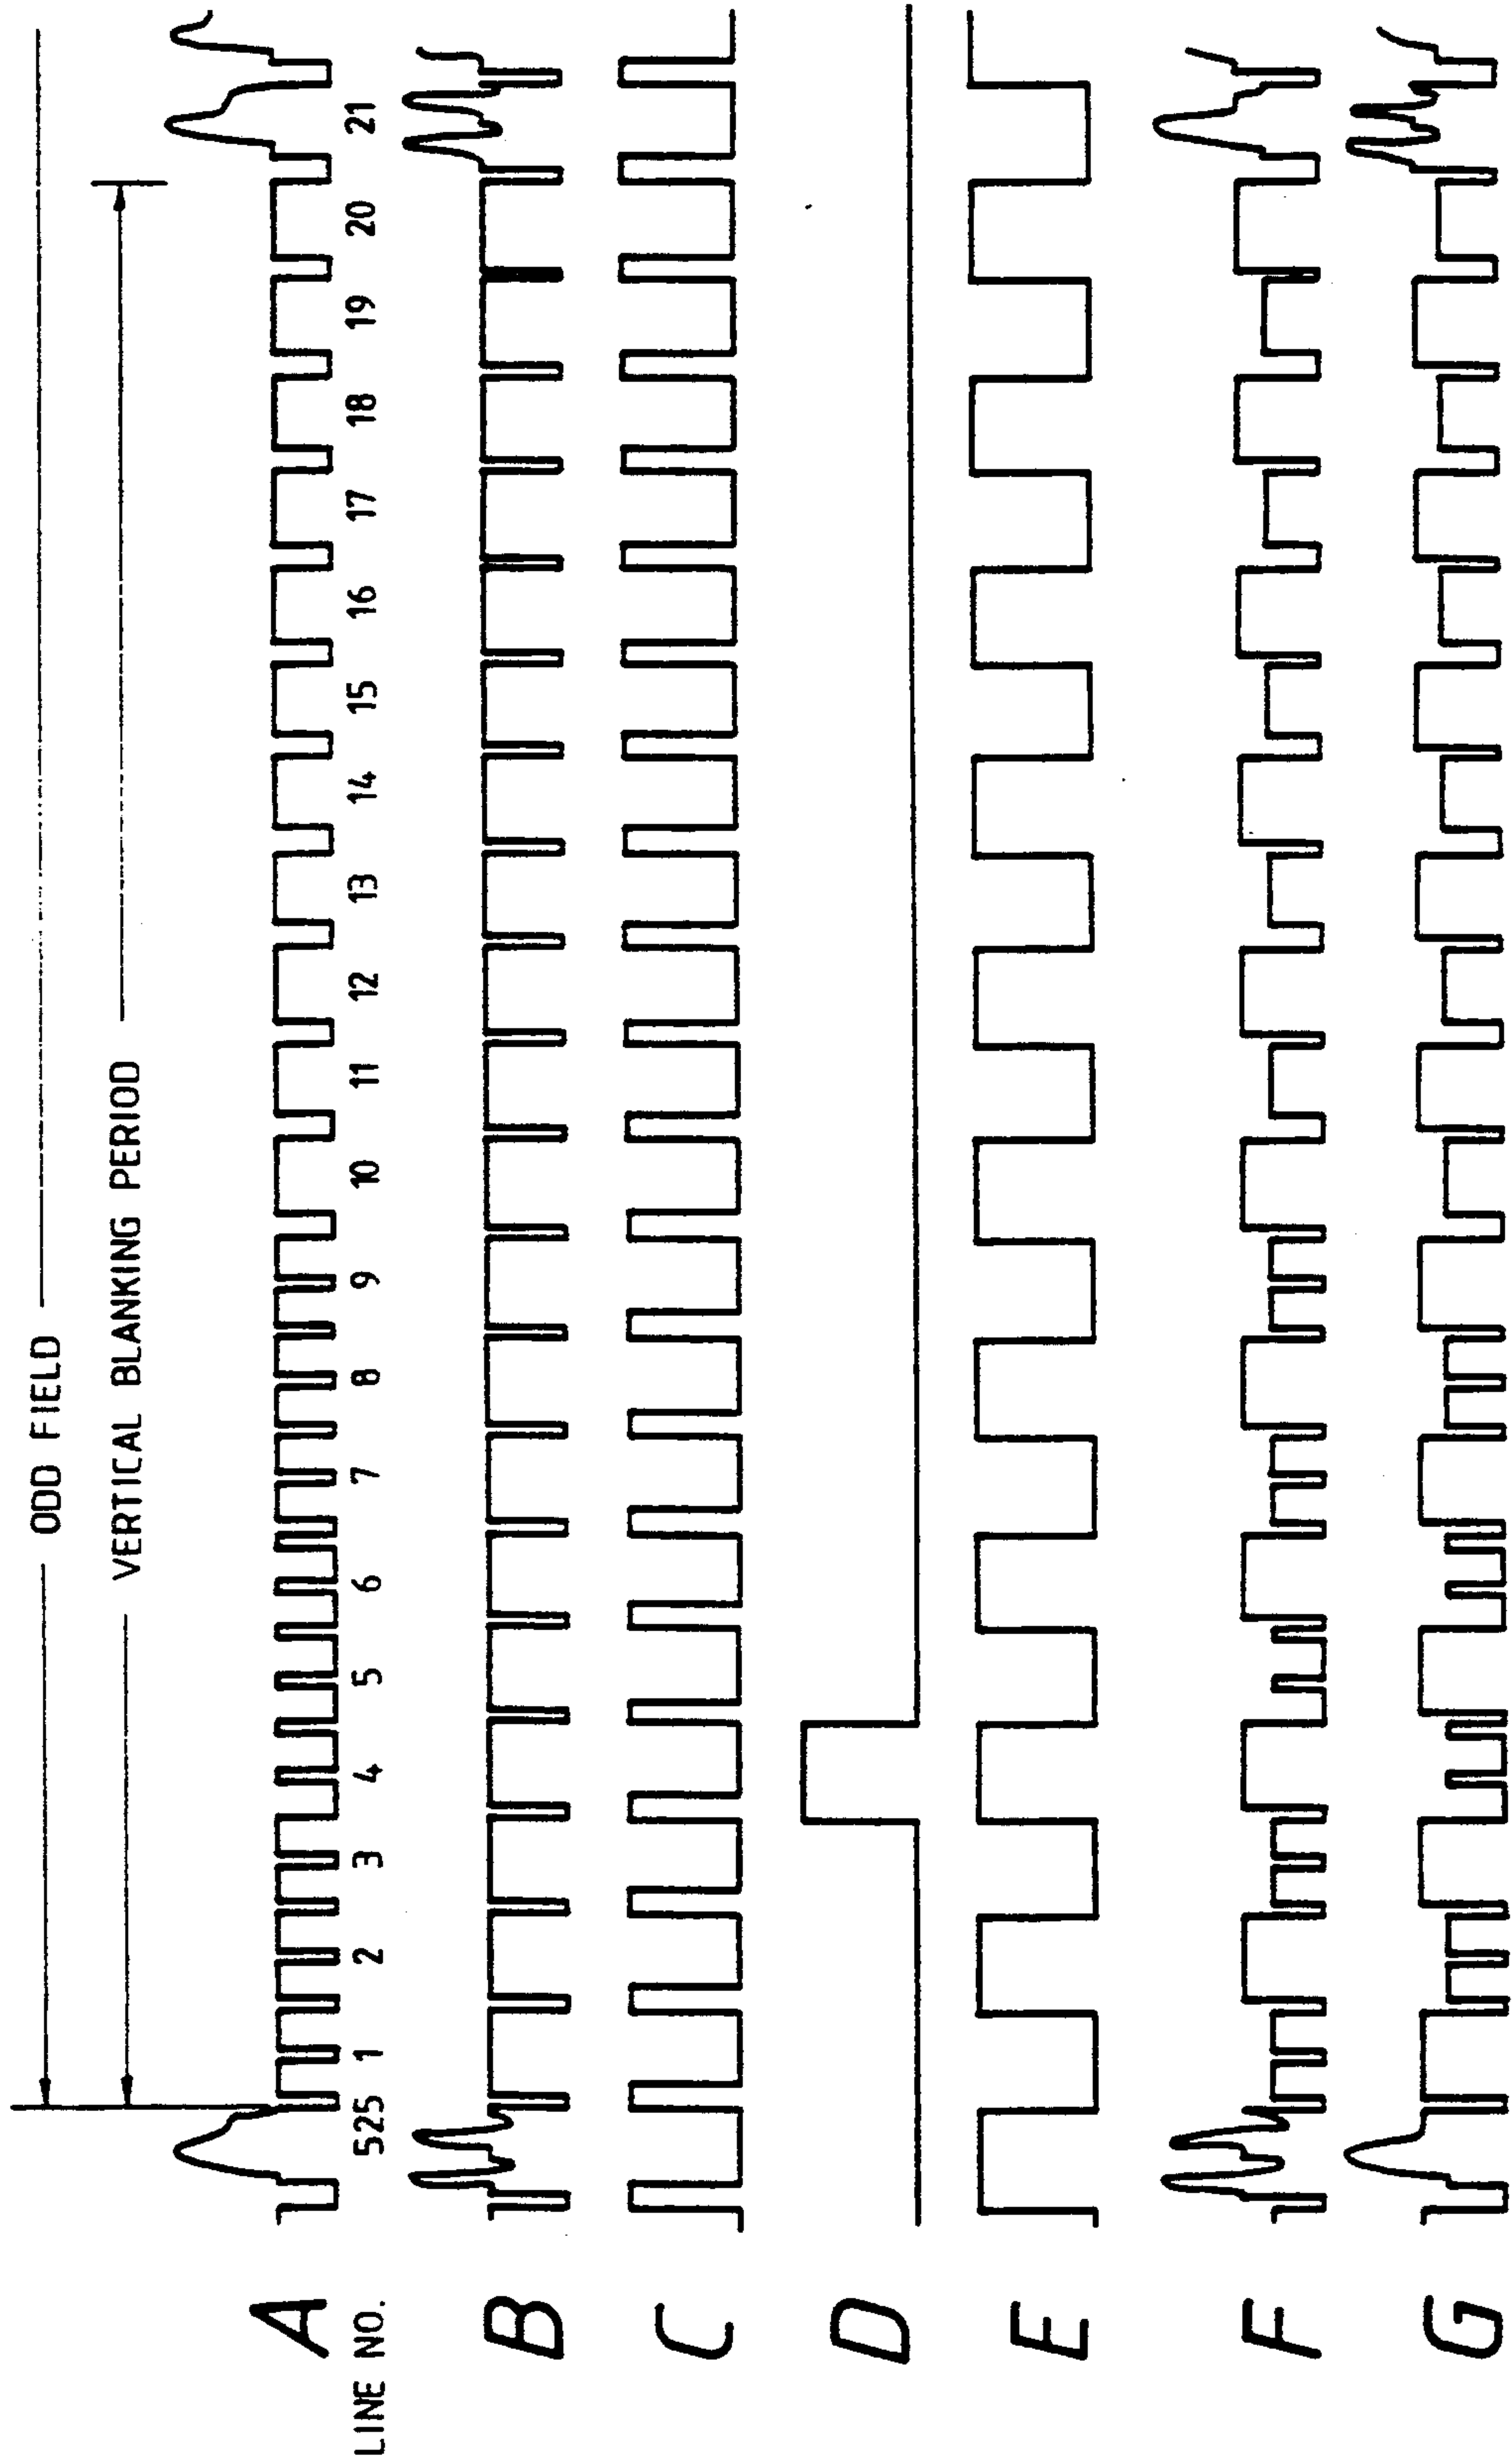 ODD FIELD
VERTICAL BLANKING PERIOD
A
LINE NO. 525 1 2 3 4 5 6 7 8 9 10 11 12 13 14 15 16 17 18 19 20 21
B
C
D
E
F
G